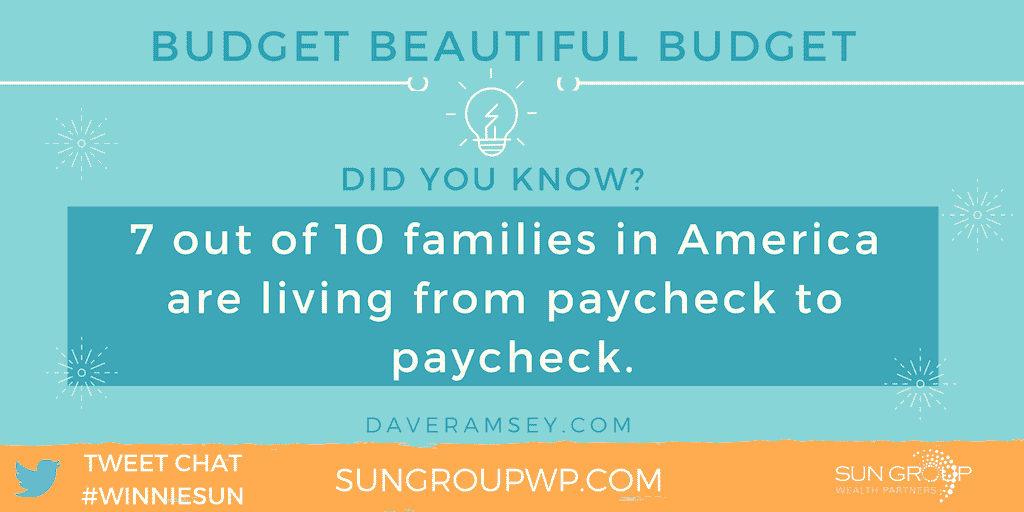 BUDGET BEAUTIFUL BUDGET
DID YOU KNOW?
7 out of 10 families in America
are living from paycheck to
paycheck.
DAVERAMSEY.COM
TWEET CHAT
#WINNIESUN
SUNGROUPWP.COM
SUN GROUP
WEALTH PARTNERS